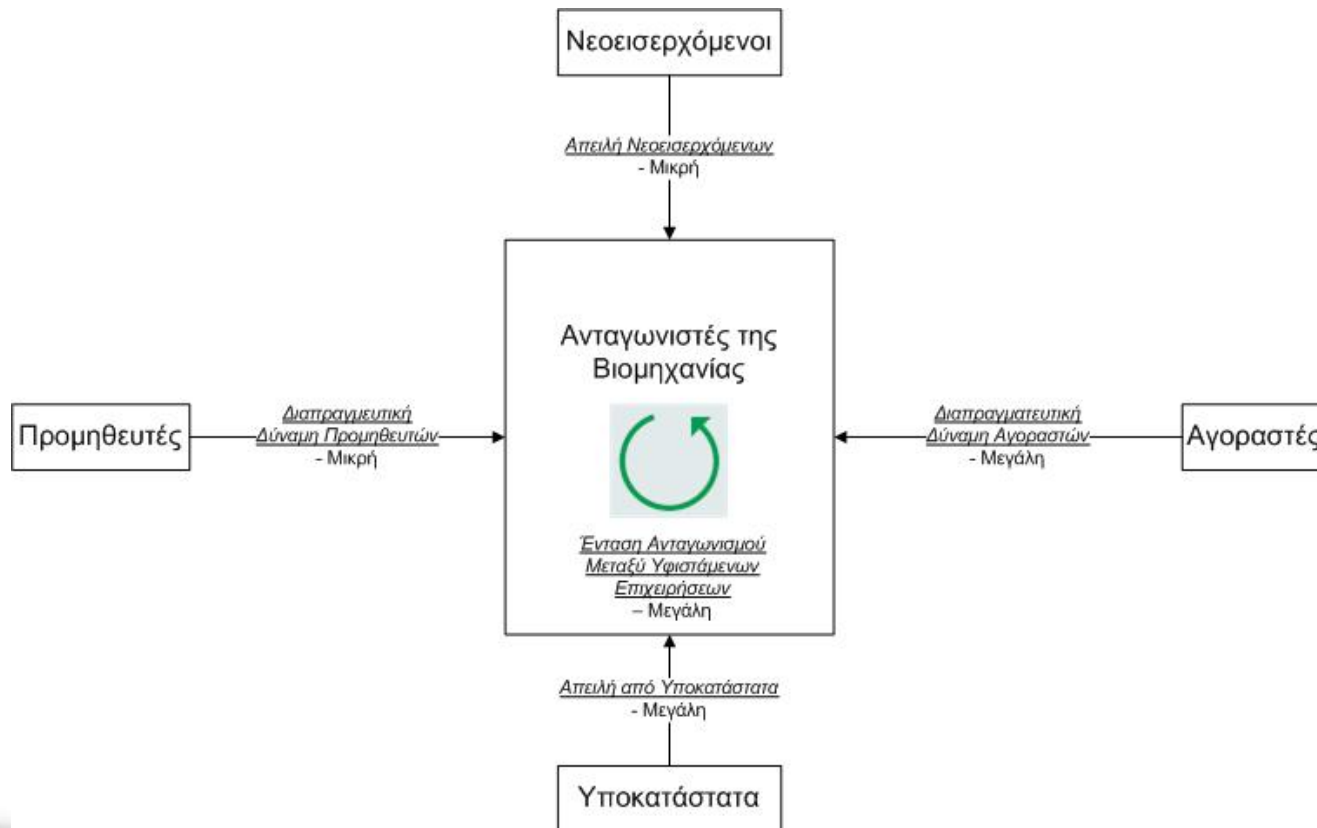 Νεοεισερχόμενοι
Απειλή Νεοεισερχόμενων
- Μικρή
Ανταγωνιστές της
Βιομηχανίας
Προμηθευτές
Διαπραγμευτική
Δύναμη Προμηθευτών
- Μικρή
Διαπραγματευτική
Δύναμη Αγοραστών
- Μεγάλη
Αγοραστές
Ένταση Ανταγωνισμού
Μεταξύ Υφιστάμενων
Επιχειρήσεων
– Μεγάλη
Απειλή από Υποκατάστατα
- Μεγάλη
Υποκατάστατα